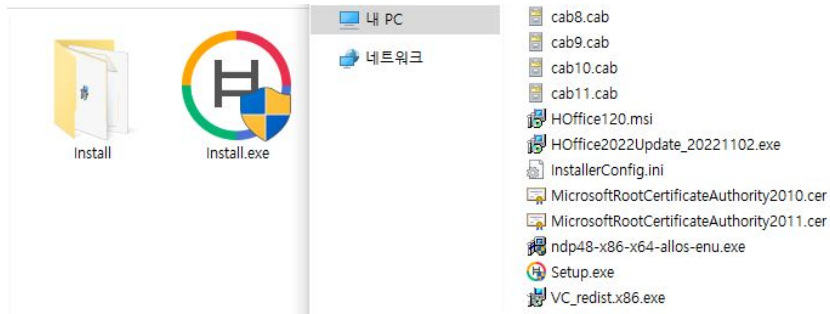 Install
Install.exe
내 PC
네트워크
cab8.cab
cab9.cab
cab10.cab
cab11.cab
HOffice120.msi
HOffice2022Update_20221102.exe
InstallerConfig.ini
MicrosoftRootCertificateAuthority2010.cer
MicrosoftRootCertificateAuthority2011.cer
ndp48-x86-x64-allos-enu.exe
Setup.exe
VC_redist.x86.exe